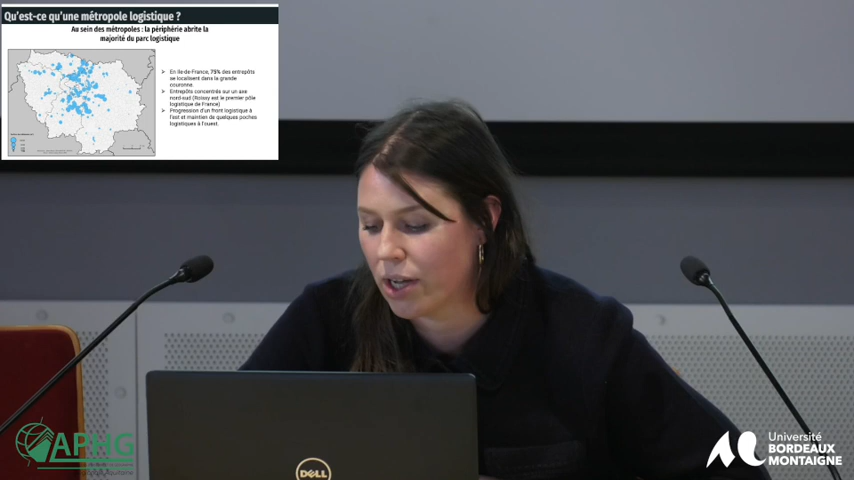 Qu'est-ce qu'une métropole logistique ?
Au sein des métropoles : la périphérie abrite la
majorité du parc logistique
➤ En Ile-de-France, 75% des entrepôts
se localisent dans la grande
couronne.
➤ Entrepôts concentrés sur un axe
nord-sud (Roissy est le premier pôle
logistique de France)
➤ Progression d'un front logistique à
l'est et maintien de quelques poches
logistiques à l'ouest.
DELL
APHG
Université
BORDEAUX
MONTAIGNE